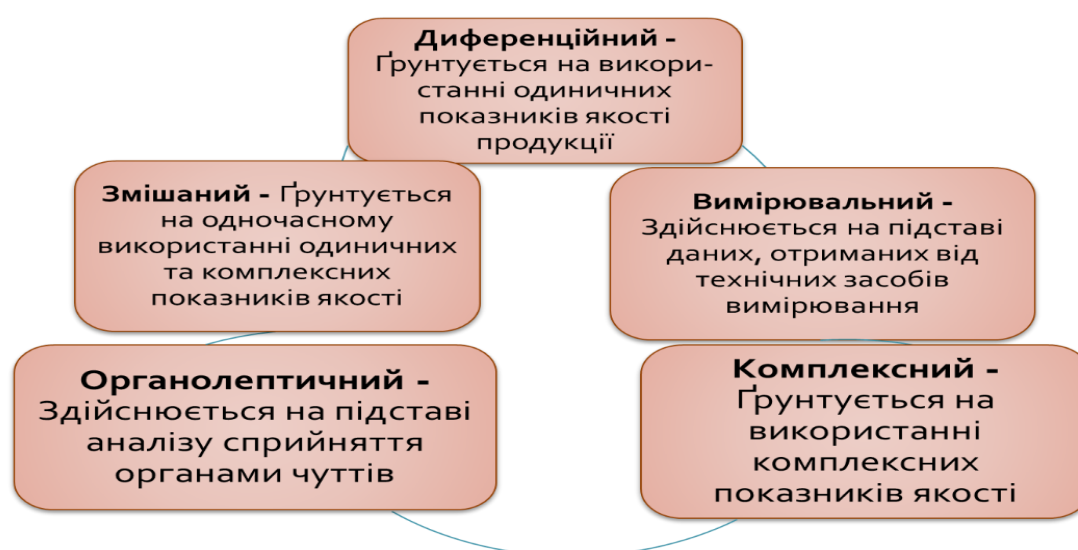 Диференційний -
Ґрунтується на викори-
станні одиничних
показників якості
продукції
Змішаний - Ґрунтується
на одночасному
використанні одиничних
та комплексних
показників якості
Вимірювальний -
Здійснюється на підставі
даних, отриманих від
технічних засобів
вимірювання
Органолептичний -
Здійснюється на підставі
аналізу сприйняття
органами чуттів
Комплексний -
Ґрунтується на
використанні
комплексних
показників якості